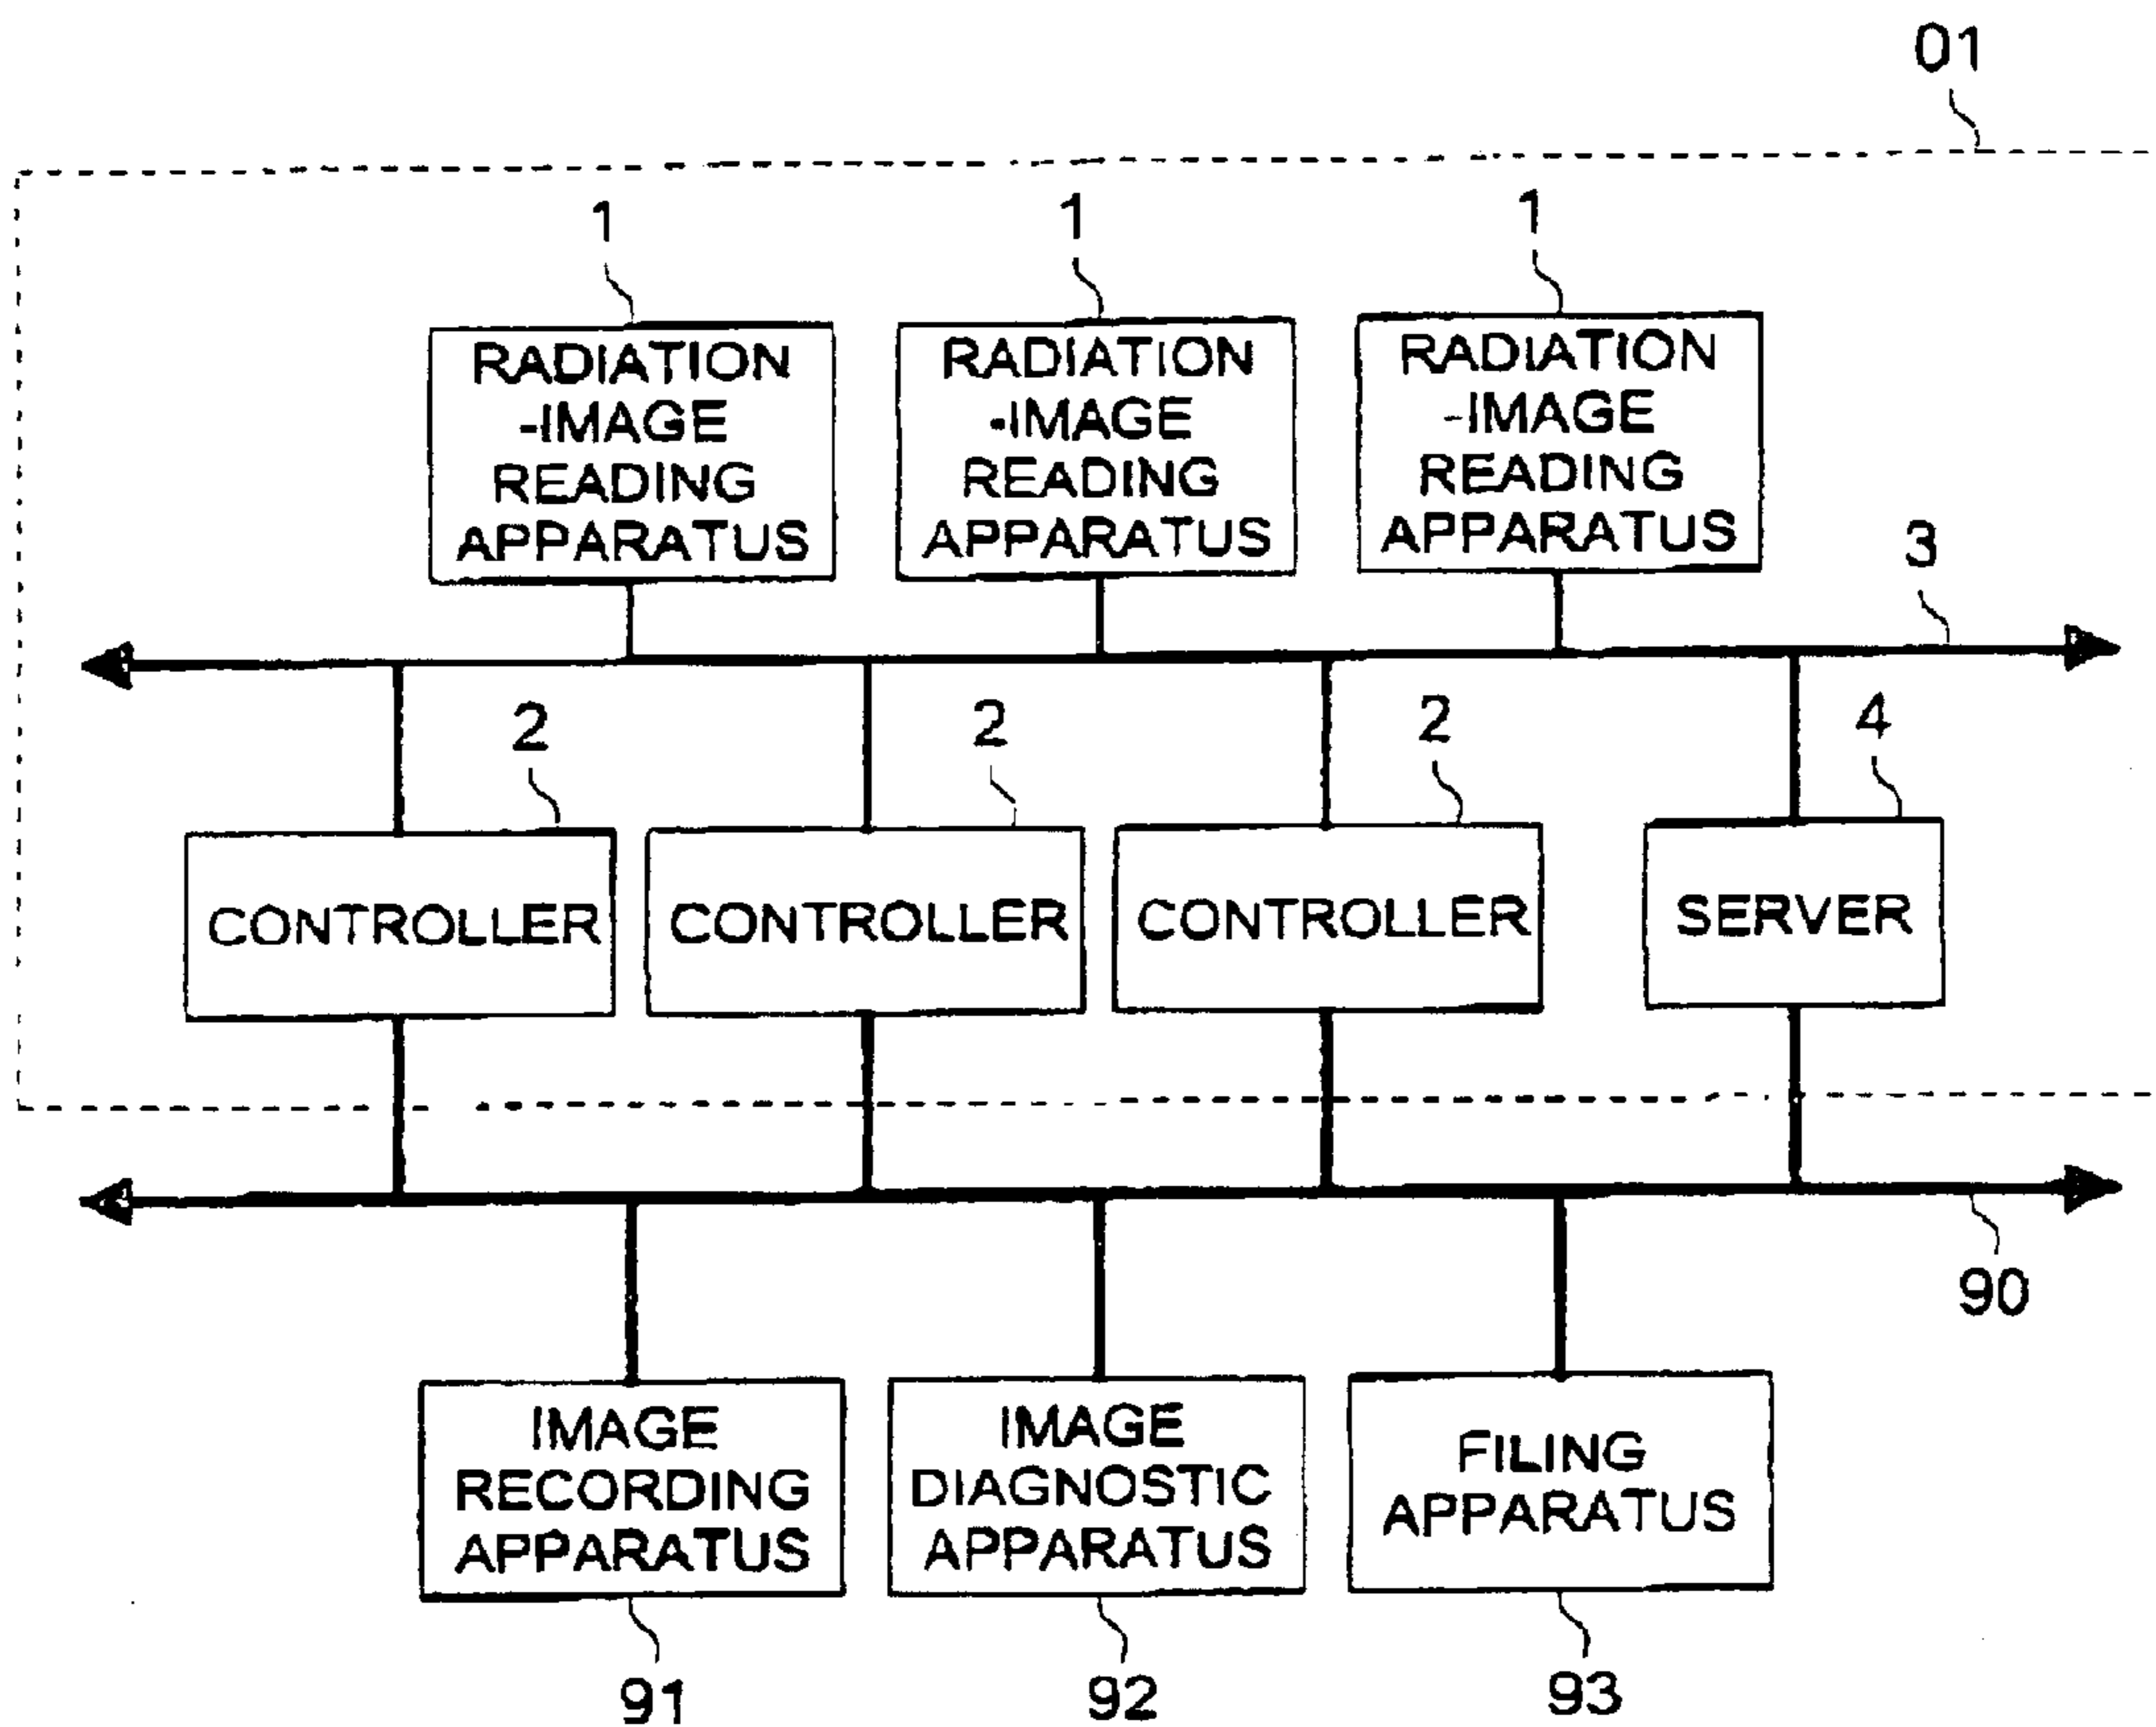 01
1
1
1
RADIATION
-IMAGE
READING
APPARATUS
RADIATION
-IMAGE
READING
APPARATUS
RADIATION
-IMAGE
READING
APPARATUS
3
2
2
2
4
CONTROLLER
CONTROLLER
CONTROLLER
SERVER
90
IMAGE
RECORDING
APPARATUS
IMAGE
DIAGNOSTIC
APPARATUS
FILING
APPARATUS
91
92
93